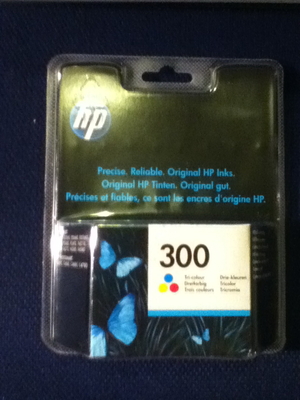 hp
Precise. Reliable. Original HP Inks.
Original HP Tinten. Original gut.
Précises et fiables, ce sont les encres d'origine HP.
300
Tri-colour Drie kleuren
Dreifarbig Tricolor
Trois couleurs Tricromie